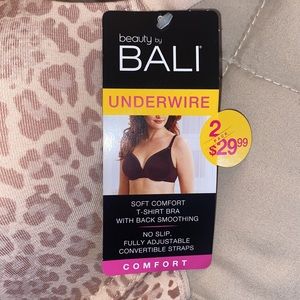 beauty by
BALI
UNDERWIRE
2
PACK
$29.99
SOFT COMFORT
T-SHIRT BRA
WITH BACK SMOOTHING
NO SLIP.
FULLY ADJUSTABLE
CONVERTIBLE STRAPS
COMFORT